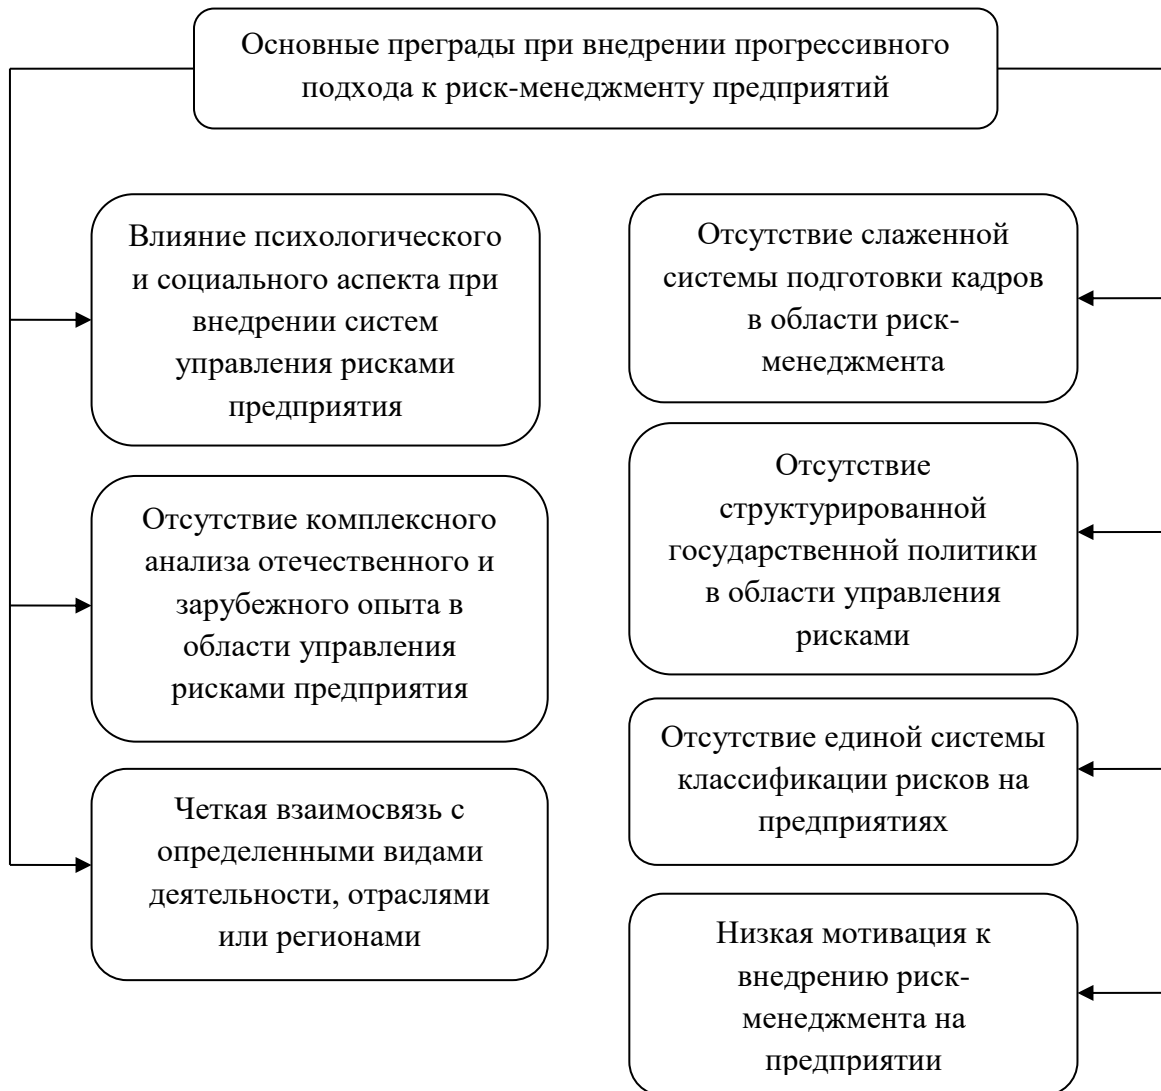 Основные преграды при внедрении прогрессивного
подхода к риск-менеджменту предприятий
Влияние психологического
и социального аспекта при
внедрении систем
управления рисками
предприятия
Отсутствие комплексного
анализа отечественного и
зарубежного опыта в
области управления
рисками предприятия
Четкая взаимосвязь с
определенными видами
деятельности, отраслями
или регионами
Отсутствие слаженной
системы подготовки кадров
в области риск-
менеджмента
Отсутствие
структурированной
государственной политики
в области управления
рисками
Отсутствие единой системы
классификации рисков на
предприятиях
Низкая мотивация к
внедрению риск-
менеджмента на
предприятии